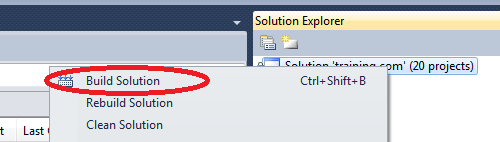 Solution Explorer
Solution 'training.com' (20 projects)
Build Solution Ctrl+Shift+B
Rebuild Solution
Clean Solution
Last